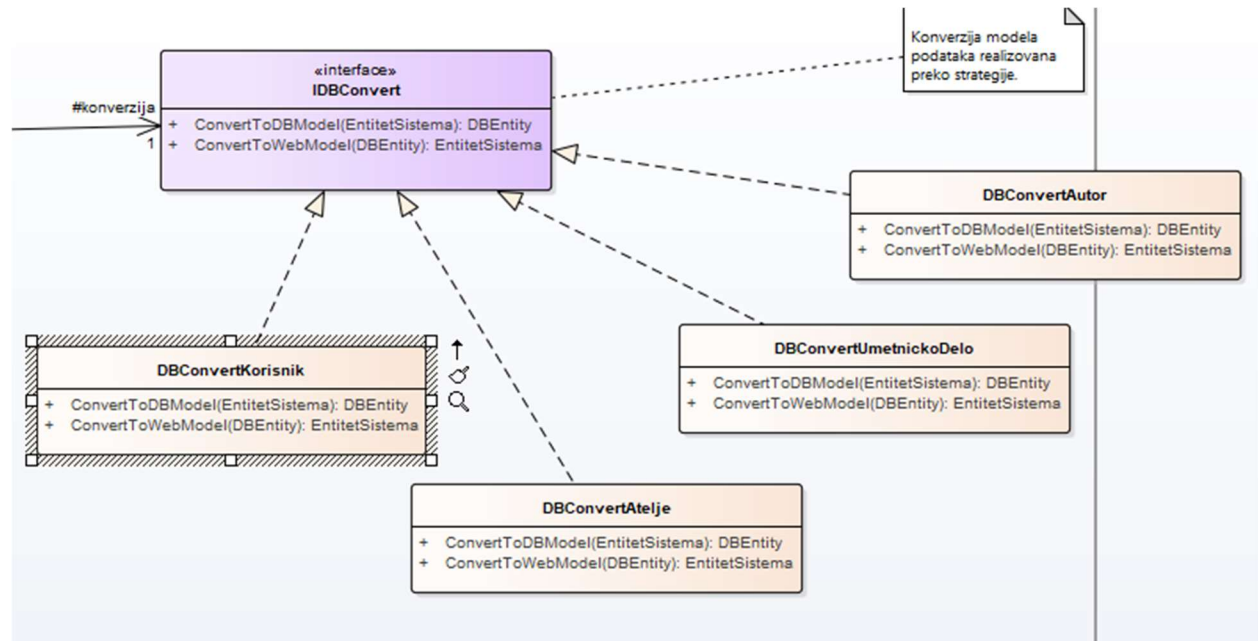 Konverzija modela
podataka realizovana
preko strategije.
«interface»
IDBConvert
#konverzija
1
+ ConvertToDBModel(EntitetSistema): DBEntity
+ ConvertToWebModel(DBEntity): EntitetSistema
DBConvertAutor
+ ConvertToDBModel(EntitetSistema): DBEntity
+ ConvertToWebModel(DBEntity): EntitetSistema
DBConvertUmetnickoDelo
+ ConvertToDBModel(EntitetSistema): DBEntity
+ ConvertToWebModel(DBEntity): EntitetSistema
DBConvertKorisnik
+ ConvertToDBModel(EntitetSistema): DBEntity
+ ConvertToWebModel(DBEntity): EntitetSistema
DBConvertAtelje
+ ConvertToDBModel(EntitetSistema): DBEntity
+ ConvertToWebModel(DBEntity): EntitetSistema